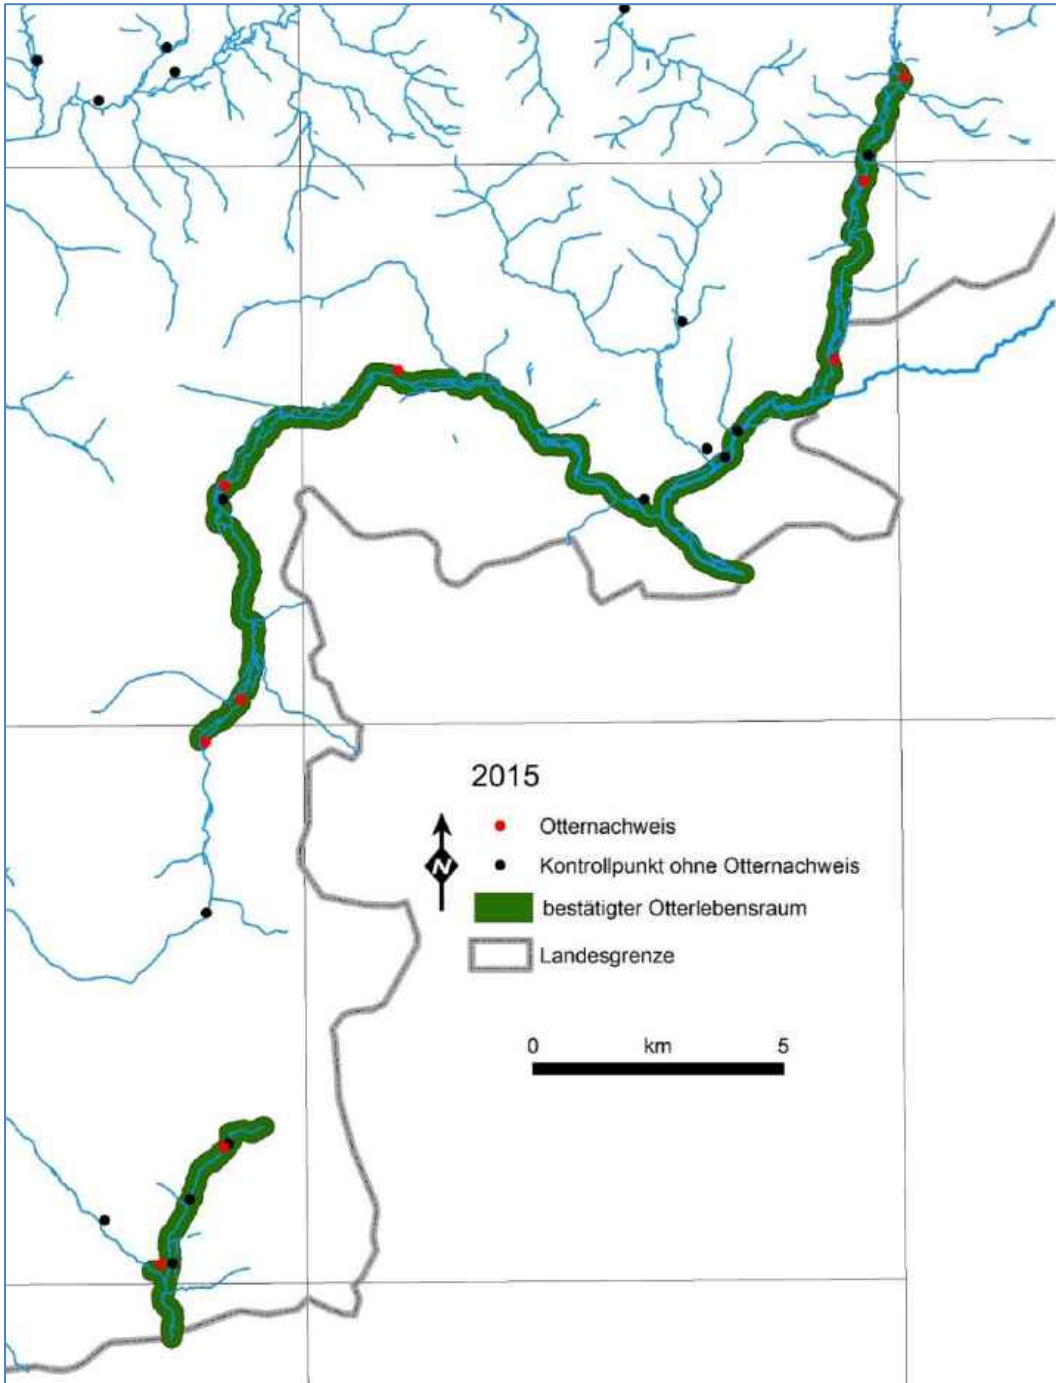 2015
Otternachweis
N
Kontrollpunkt ohne Otternachweis
bestätigter Otterlebensraum
Landesgrenze
0 km 5